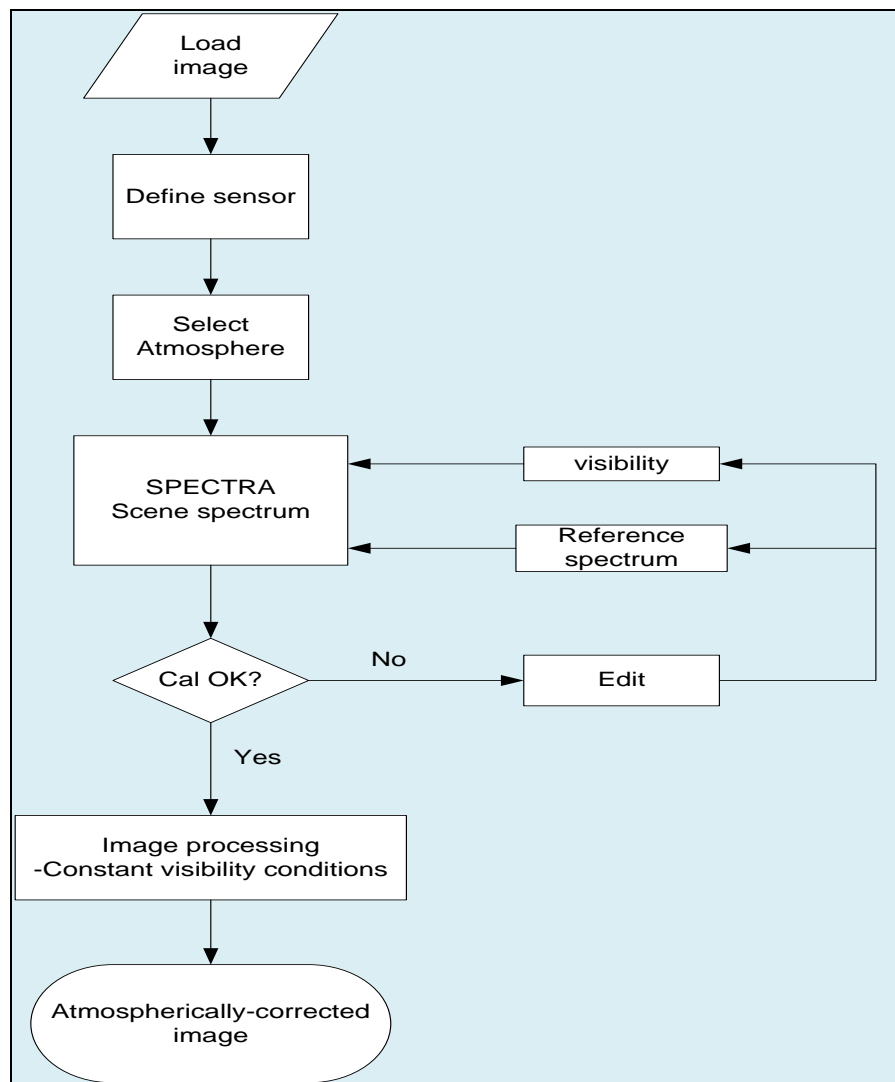 Load
image
Define sensor
Select
Atmosphere
SPECTRA
Scene spectrum
visibility
Reference
spectrum
Cal OK?
No
Edit
Yes
Image processing
-Constant visibility conditions
Atmospherically-corrected
image